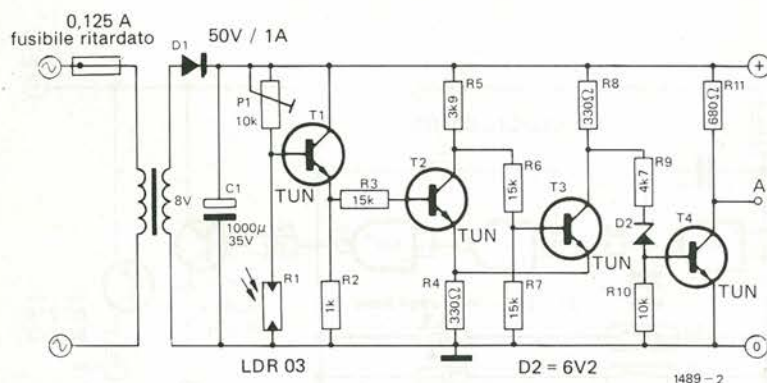 0,125 A
fusibile ritardato
D1
50V / 1A
P1
10k
T1
TUN
R3
15k
R5
3k9
T2
TUN
R6
15k
R8
330Ω
T3
TUN
R9
4k7
D2
R11
680Ω
A
T4
TUN
8V
C1
1000μ
35V
R1
R2
1k
R4
330Ω
R7
15k
R10
10k
+
0
LDR 03
D2 = 6V2
1489-2